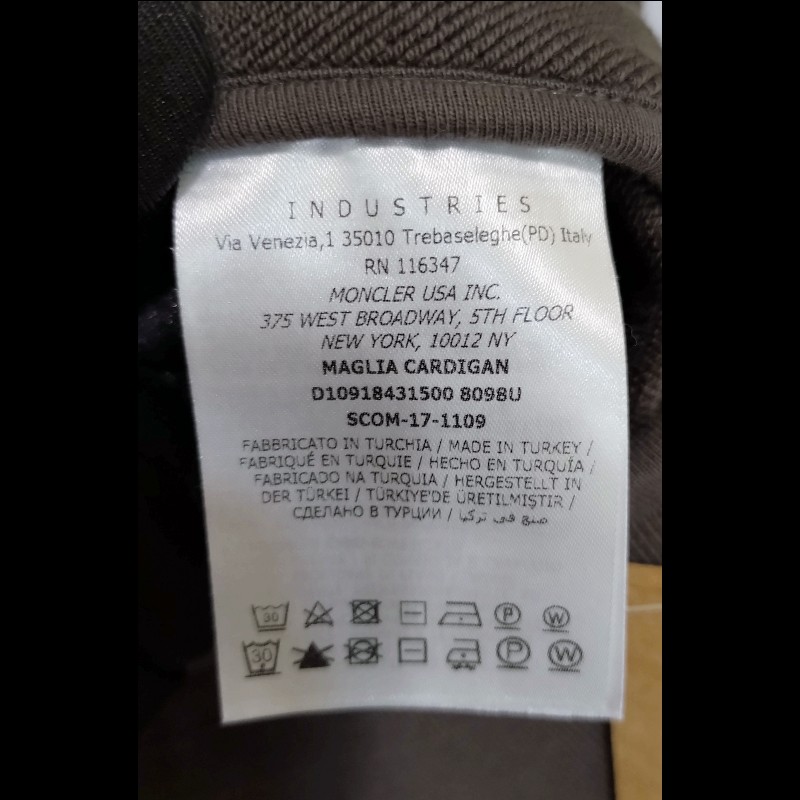 INDUSTRIES
Via Venezia,1 35010 Trebaseleghe(PD) Italy
RN 116347
MONCLER USA INC.
375 WEST BROADWAY, 5TH FLOOR
NEW YORK, 10012 NY
MAGLIA CARDIGAN
D10918431500 8098U
SCOM-17-1109
FABBRICATO IN TURCHIA / MADE IN TURKEY /
FABRIQUÉ EN TURQUIE / HECHO EN TURQUÍA /
FABRICADO NA TURQUIA / HERGESTELLT IN
DER TÜRKEI / TÜRKIYE'DE ÜRETILMIŞTIR /
СДЕЛАНО В ТУРЦИИ / صنع في تركيا
30 P W
30 P W